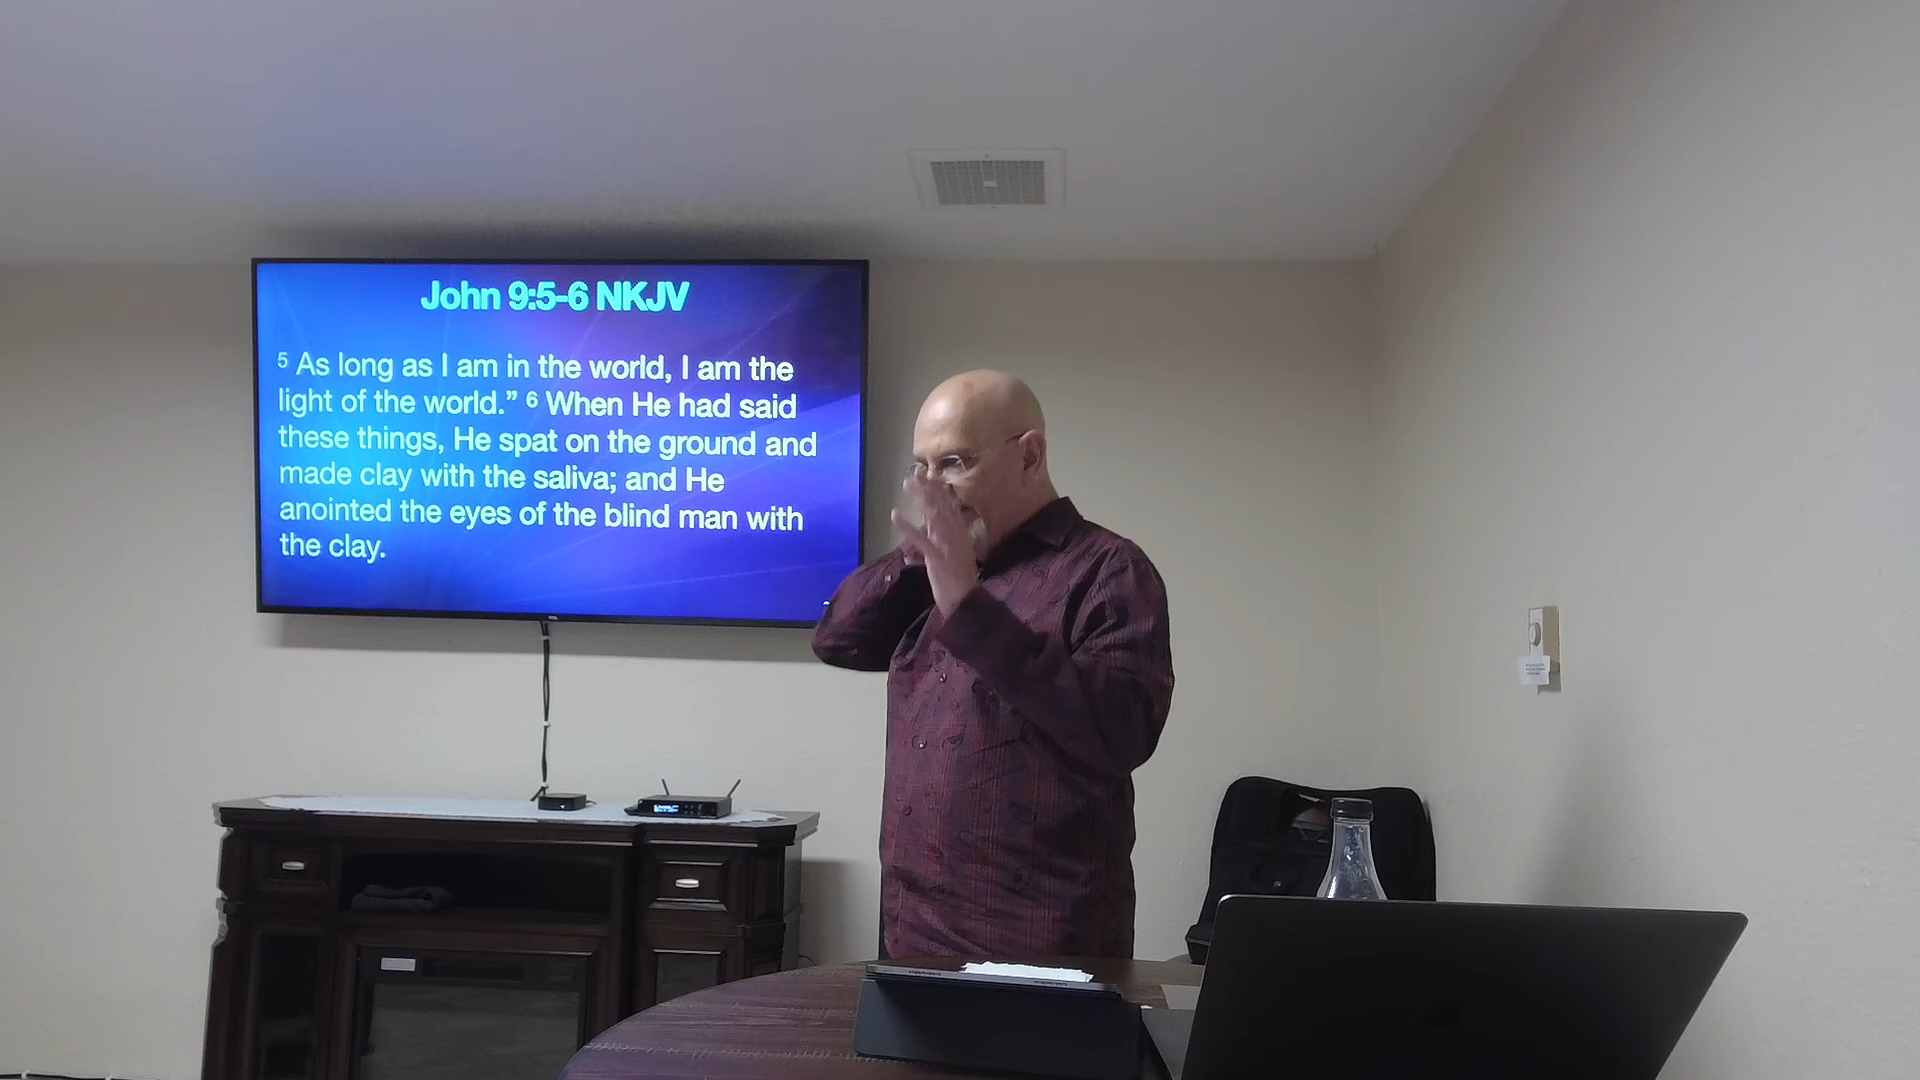 John 9:5-6 NKJV
⁵ As long as I am in the world, I am the
light of the world.” ⁶ When He had said
these things, He spat on the ground and
made clay with the saliva; and He
anointed the eyes of the blind man with
the clay.